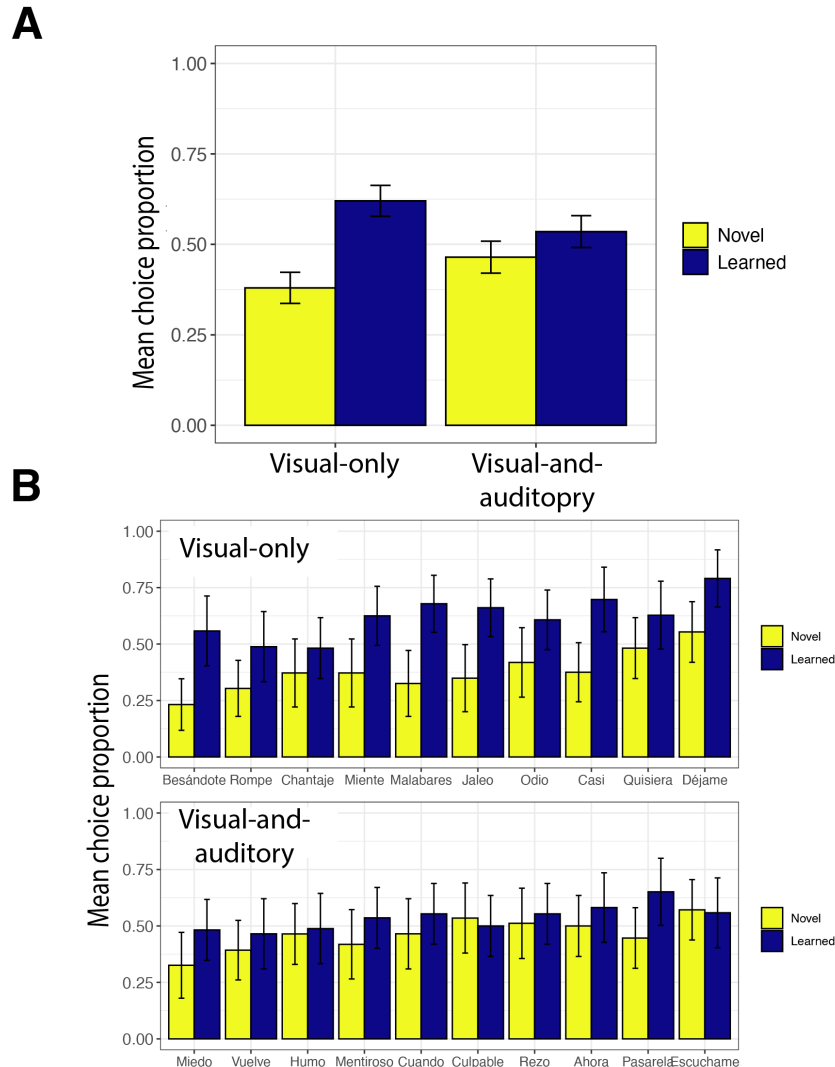 A
Mean choice proportion
1.00
0.75
0.50
0.25
0.00
Visual-only
Visual-and-
auditopry
Novel
Learned
B
Mean choice proportion
Visual-only
1.00
0.75
0.50
0.25
0.00
Besándote Rompe Chantaje Miente Malabares Jaleo Odio Casi Quisiera Déjame
Novel
Learned
Visual-and-
auditory
1.00
0.75
0.50
0.25
0.00
Miedo Vuelve Humo Mentiroso Cuando Culpable Rezo Ahora Pasarela Escuchame
Novel
Learned